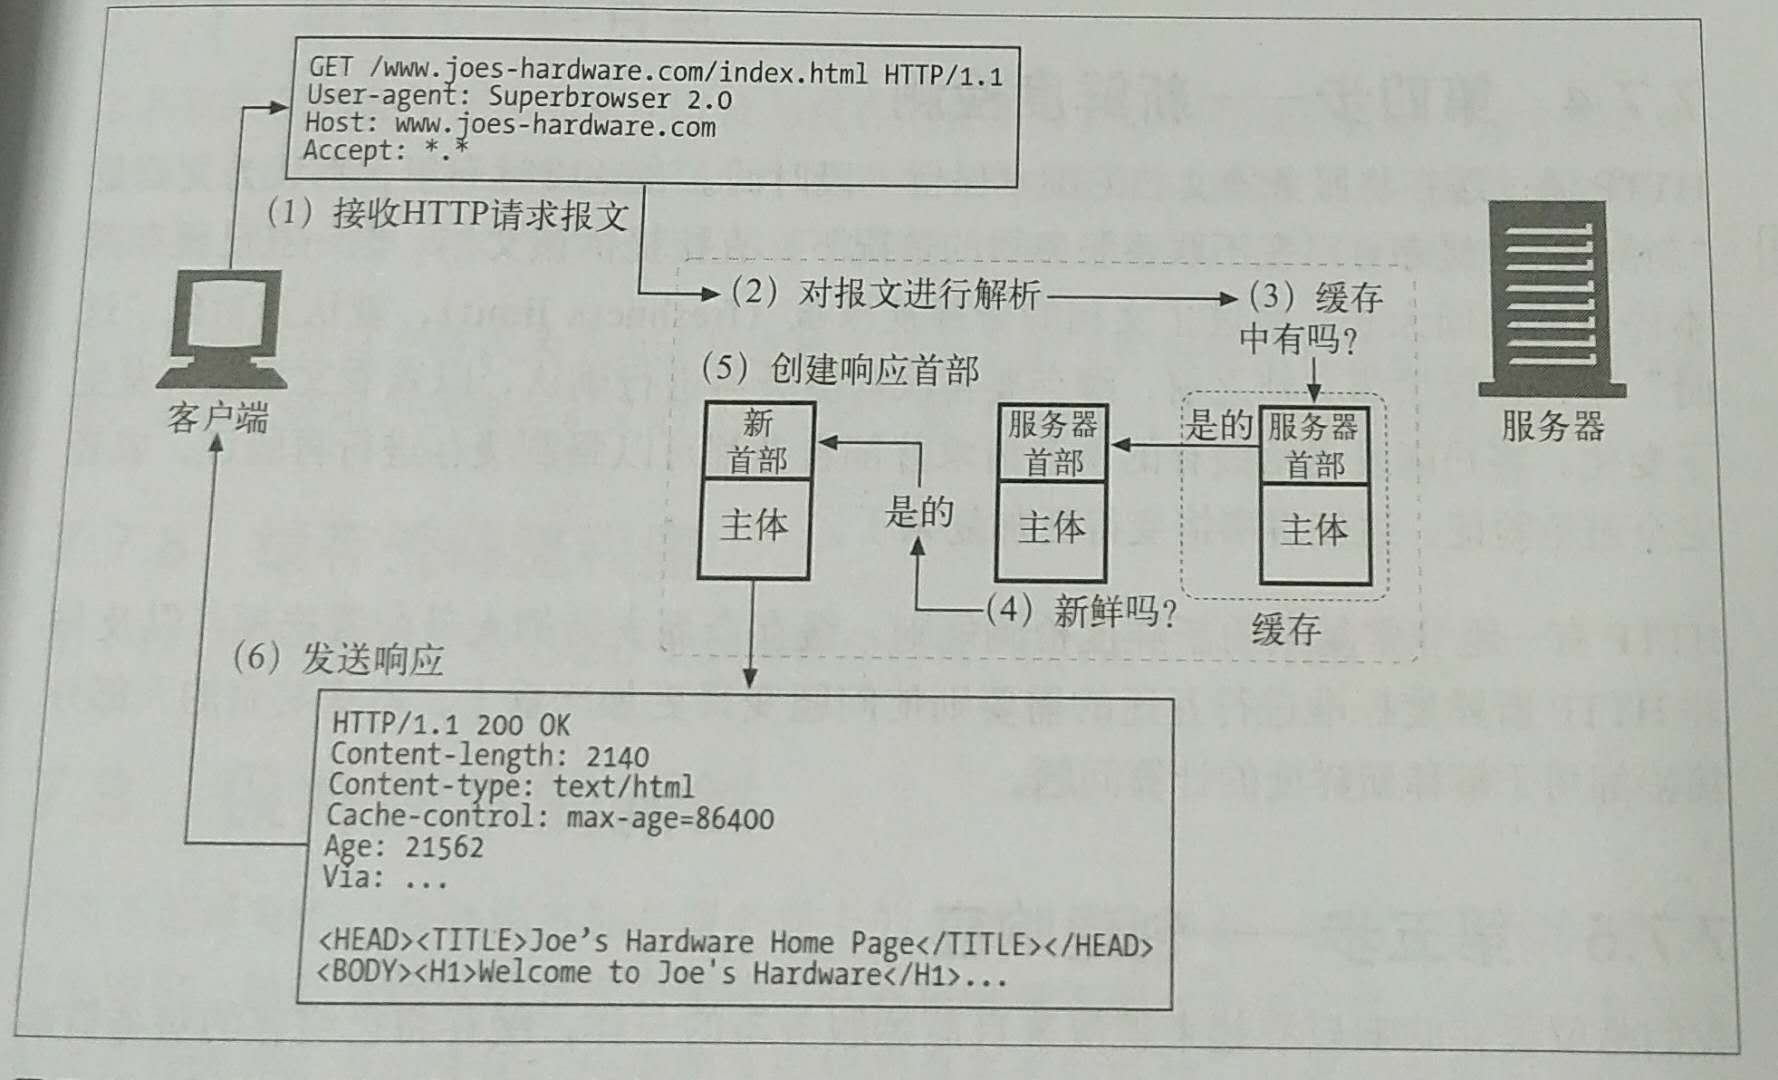 GET /www.joes-hardware.com/index.html HTTP/1.1
User-agent: Superbrowser 2.0
Host: www.joes-hardware.com
Accept: *.*
(1)接收HTTP请求报文
(2)对报文进行解析
(3)缓存
中有吗?
(5)创建响应首部
客户端
服务器
新
首部
主体
是的
服务器
首部
主体
是的
服务器
首部
主体
(4)新鲜吗?
缓存
(6)发送响应
HTTP/1.1 200 OK
Content-length: 2140
Content-type: text/html
Cache-control: max-age=86400
Age: 21562
Via: ...
<HEAD><TITLE>Joe’s Hardware Home Page</TITLE></HEAD>
<BODY><H1>Welcome to Joe's Hardware</H1>...